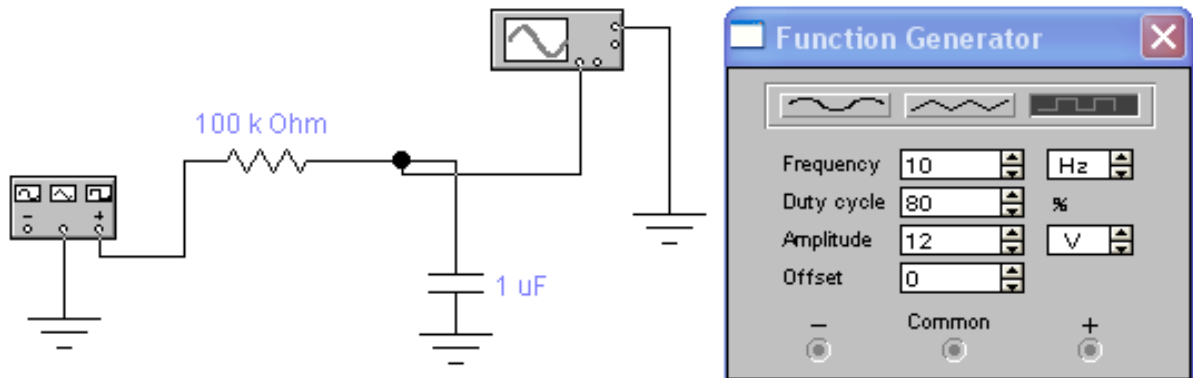 100 k Ohm
- +
1 uF
Function Generator
Frequency 10 Hz
Duty cycle 80 %
Amplitude 12 V
Offset 0
- Common +